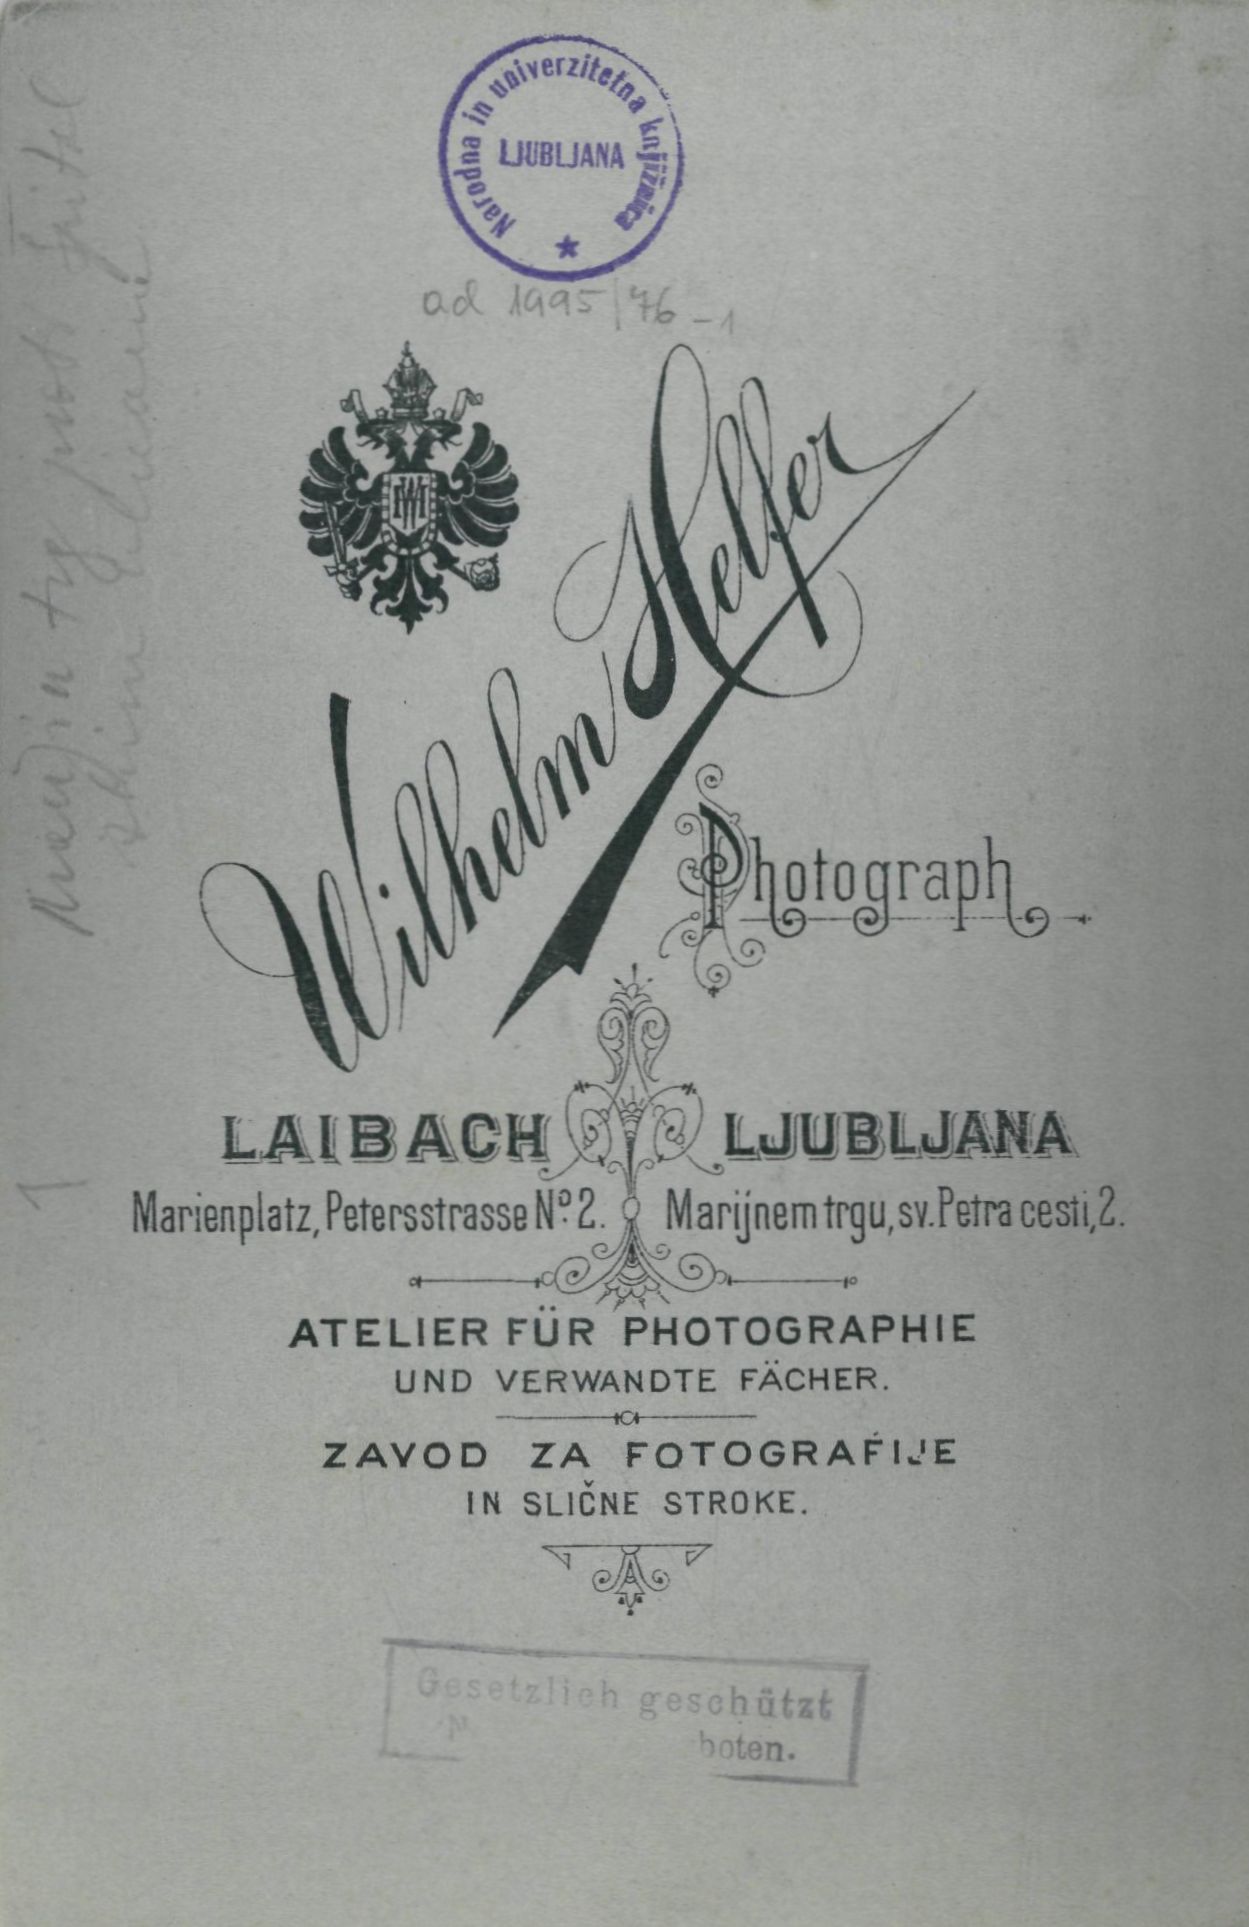 Narodna in univerzitetna knjižnica
LJUBLJANA
ad 1995/76-1
Wilhelm Helfer
Photograph
LAIBACH
Marienplatz, Petersstrasse No. 2.
LJUBLJANA
Marijnem trgu, sv. Petra cesti, 2.
ATELIER FÜR PHOTOGRAPHIE
UND VERWANDTE FÄCHER.
ZAVOD ZA FOTOGRAFIJE
IN SLIČNE STROKE.
Gesetzlich geschützt
boten.